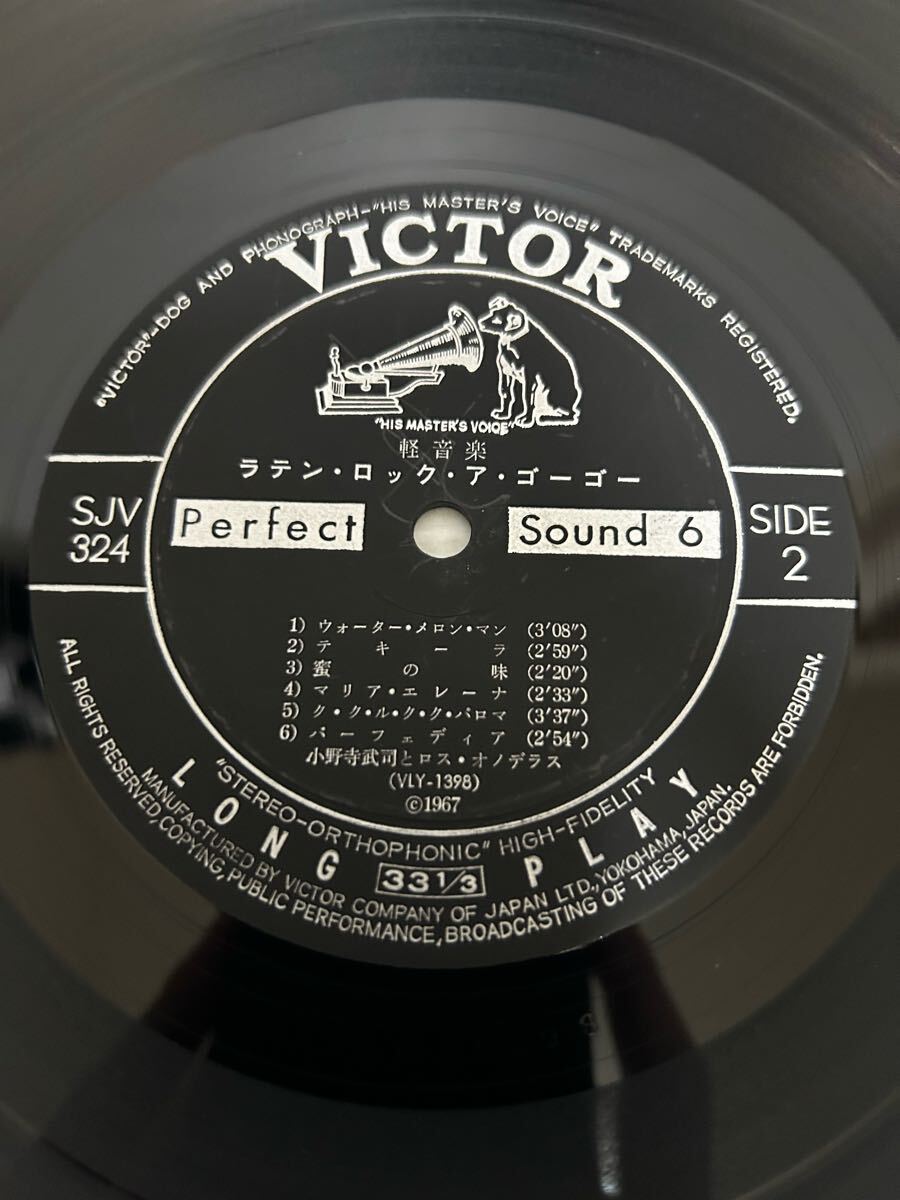 "VICTOR"-DOG AND PHONOGRAPH-"HIS MASTER'S VOICE" TRADEMARKS REGISTERED.
VICTOR
"HIS MASTER'S VOICE"
軽音楽
ラテン・ロック・ア・ゴーゴー
SJV
324
Perfect Sound 6
SIDE
2
1) ウォーター・メロン・マン (3'08")
2) テキーラ (2'59")
3) 蜜の味 (2'20")
4) マリア・エレーナ (2'33")
5) ク・ク・ル・ク・ク・パロマ (3'37")
6) パーフェディア (2'54")
小野寺武司とロス・オノデラス
(VLY-1398)
©1967
"STEREO-ORTHOPHONIC" HIGH-FIDELITY
LONG PLAY
33 1/3
MANUFACTURED BY VICTOR COMPANY OF JAPAN LTD., YOKOHAMA, JAPAN.
ALL RIGHTS RESERVED, COPYING, PUBLIC PERFORMANCE, BROADCASTING OF THESE RECORDS ARE FORBIDDEN.